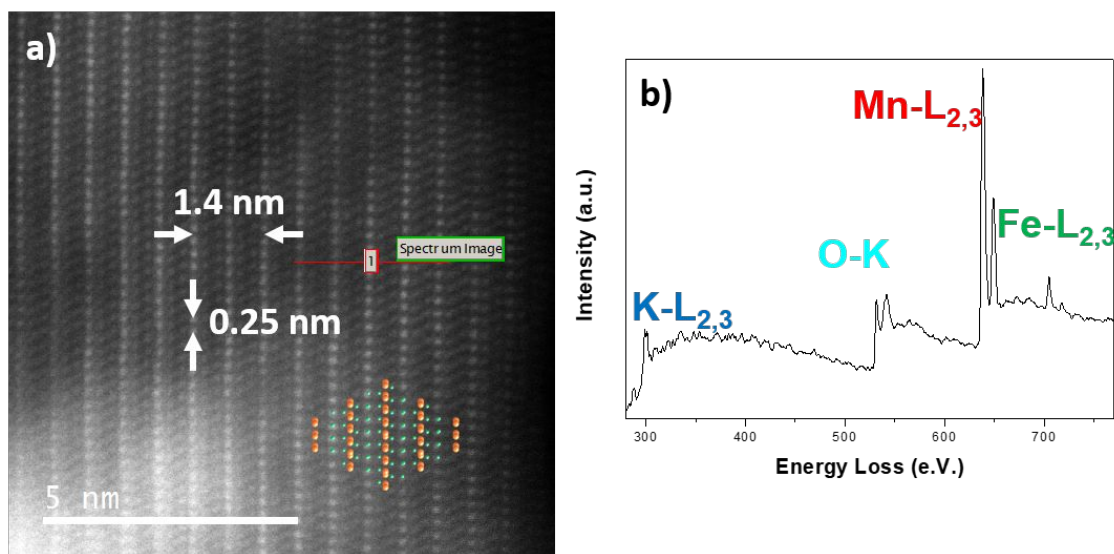 a)
1.4 nm
1
Spectrum Image
0.25 nm
5 nm
b)
Mn-L2,3
Fe-L2,3
O-K
K-L2,3
Intensity (a.u.)
300 400 500 600 700
Energy Loss (e.V.)